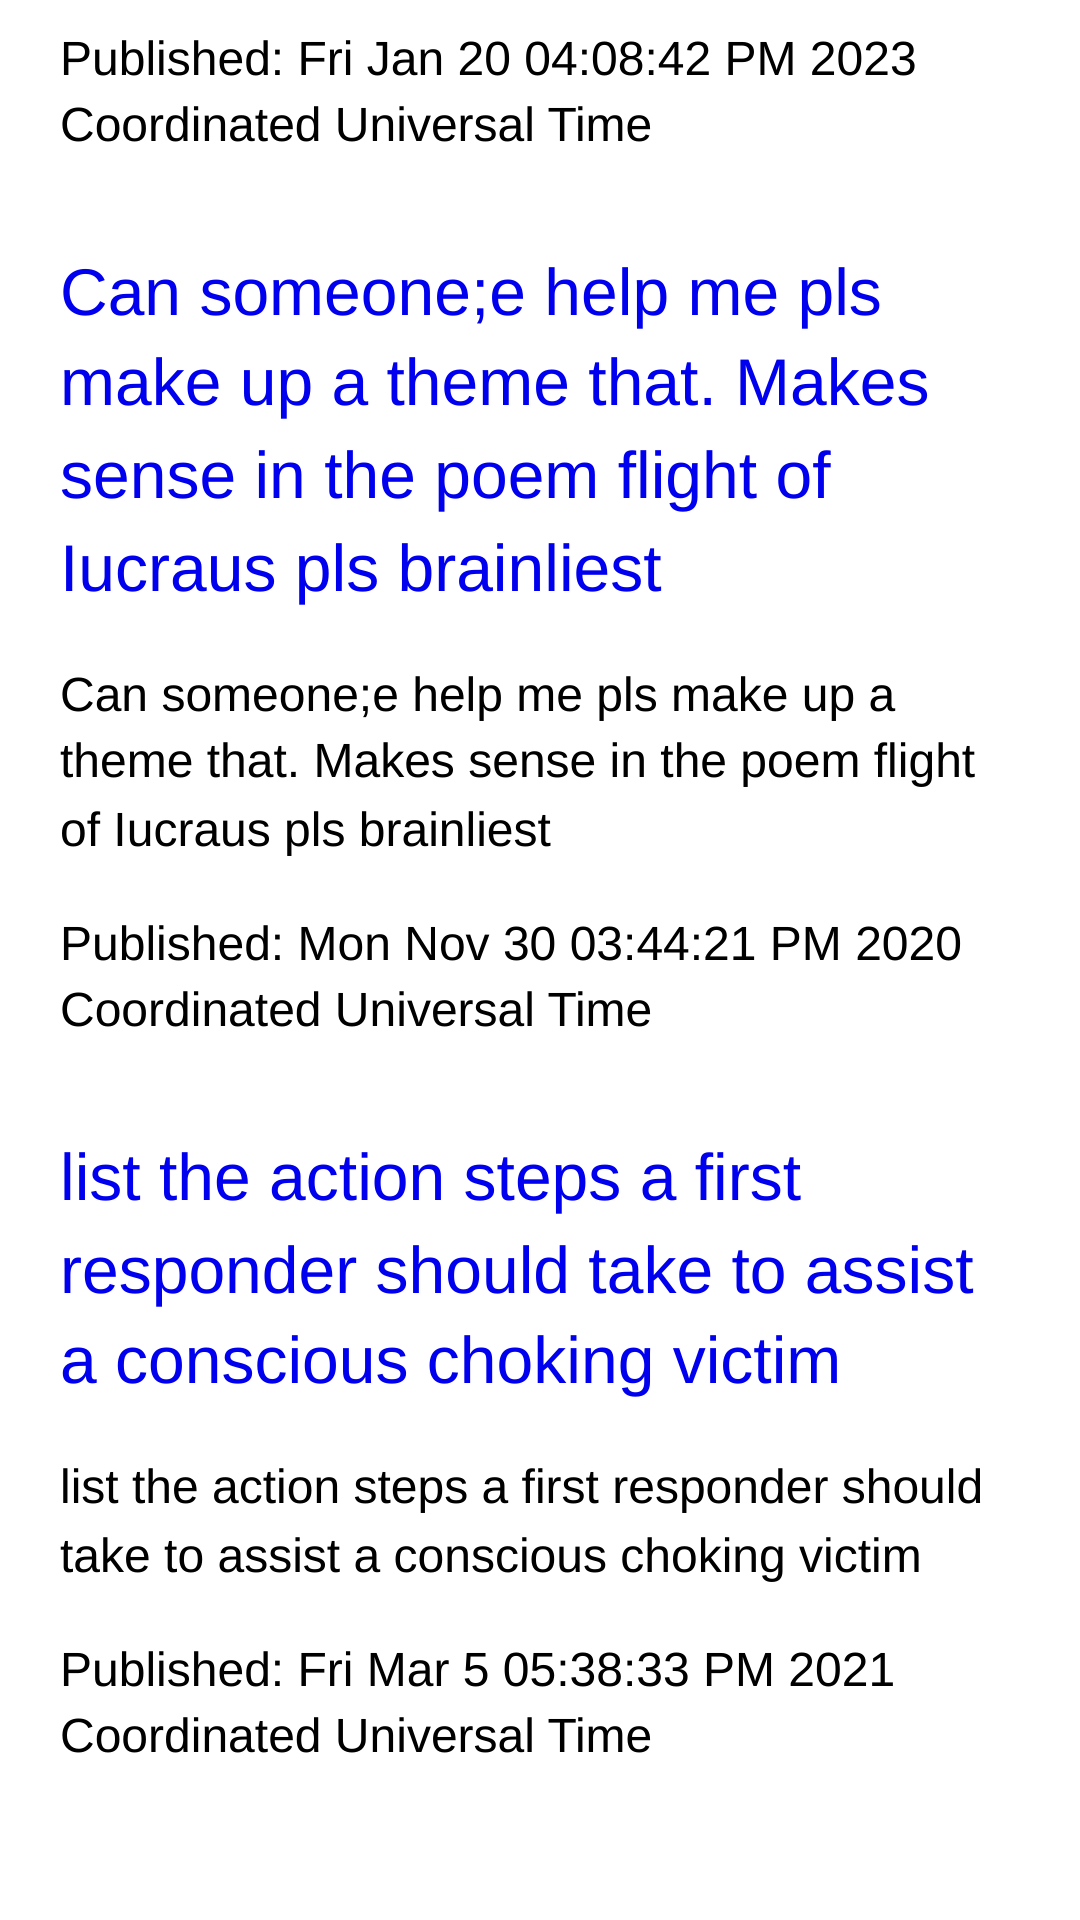 Published: Fri Jan 20 04:08:42 PM 2023
Coordinated Universal Time
Can someone;e help me pls
make up a theme that. Makes
sense in the poem flight of
Iucraus pls brainliest
Can someone;e help me pls make up a
theme that. Makes sense in the poem flight
of Iucraus pls brainliest
Published: Mon Nov 30 03:44:21 PM 2020
Coordinated Universal Time
list the action steps a first
responder should take to assist
a conscious choking victim
list the action steps a first responder should
take to assist a conscious choking victim
Published: Fri Mar 5 05:38:33 PM 2021
Coordinated Universal Time